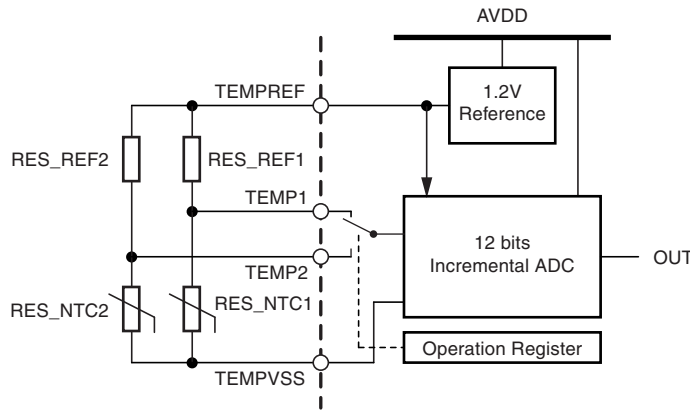 AVDD
TEMPREF
1.2V
Reference
RES_REF2
RES_REF1
TEMP1
12 bits
Incremental ADC
OUT
TEMP2
RES_NTC2
RES_NTC1
Operation Register
TEMPVSS